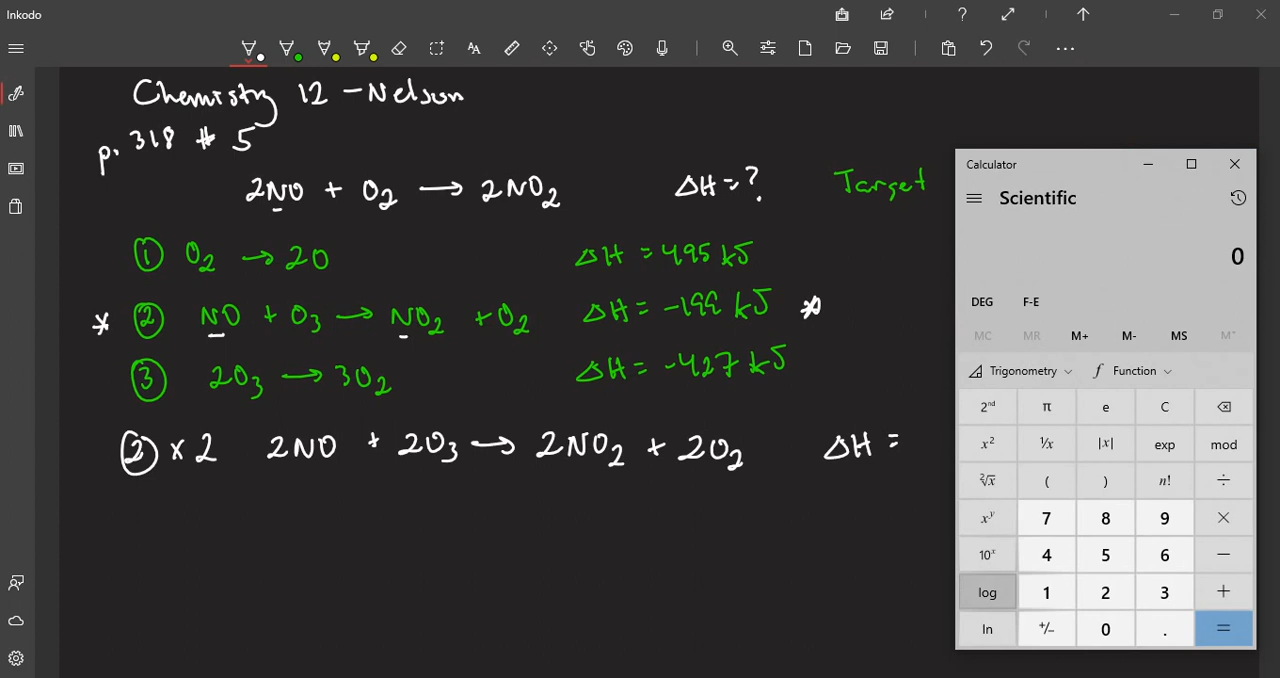 Inkodo
Chemistry 12 - Nelson
p. 318 # 5
2NO + O₂ → 2NO₂ ΔH = ? Target
① O₂ → 2O ΔH = 495 kJ
* ② NO + O₃ → NO₂ + O₂ ΔH = -199 kJ *
③ 2O₃ → 3O₂ ΔH = -427 kJ
② × 2 2NO + 2O₃ → 2NO₂ + 2O₂ ΔH =
Calculator
Scientific
0
DEG F-E
MC MR M+ M- MS M˅
Trigonometry f Function
2ⁿᵈ π e C
x² ¹/x |x| exp mod
²√x ( ) n! ÷
xʸ 7 8 9 ×
10ˣ 4 5 6 −
log 1 2 3 +
ln +/− 0 . =